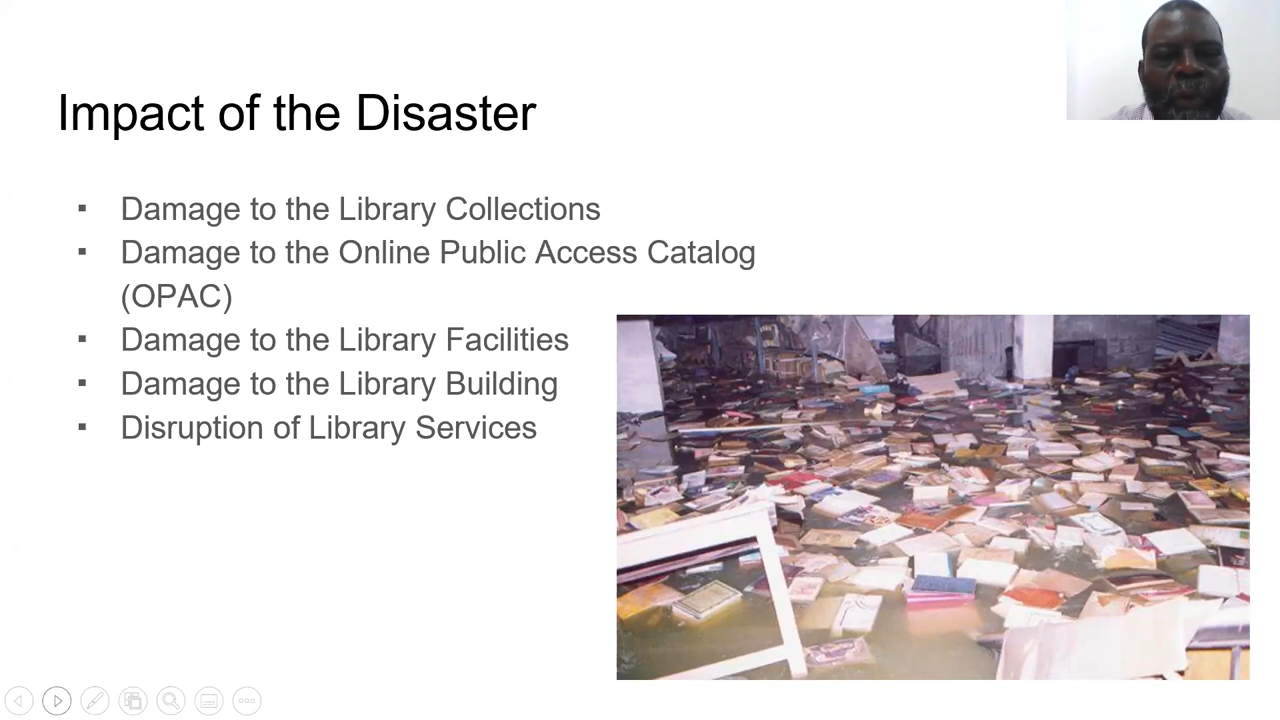 Impact of the Disaster
▪ Damage to the Library Collections
▪ Damage to the Online Public Access Catalog
(OPAC)
▪ Damage to the Library Facilities
▪ Damage to the Library Building
▪ Disruption of Library Services